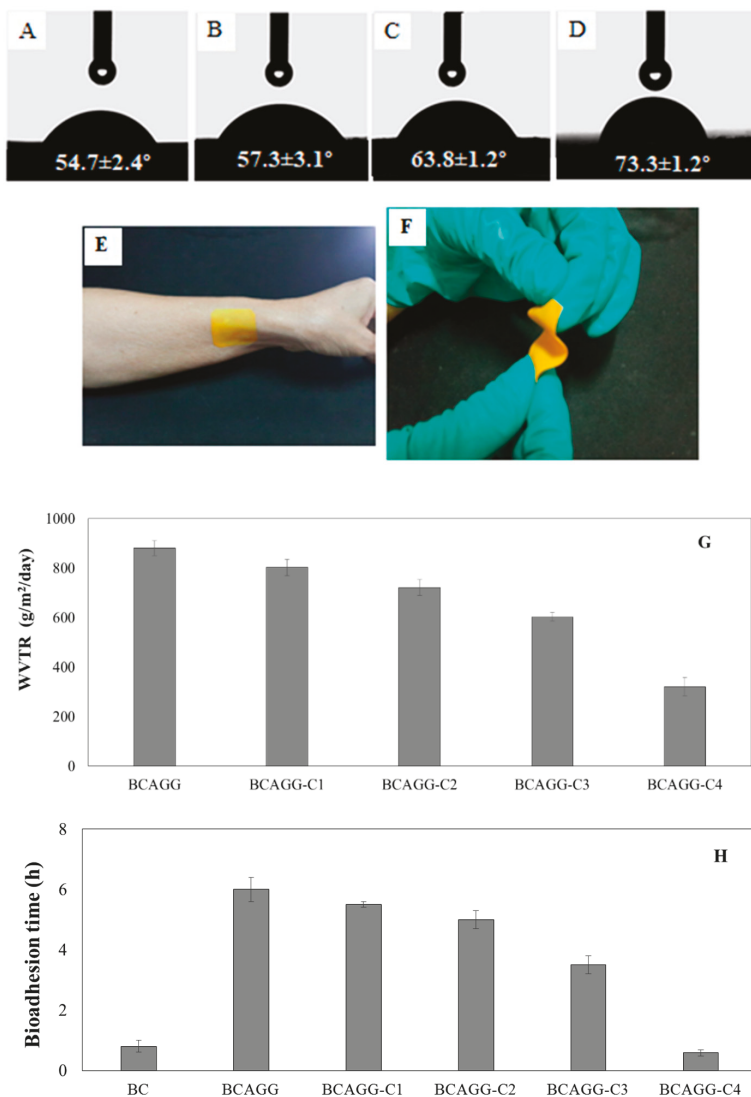 A
B
C
D
54.7±2.4°
57.3±3.1°
63.8±1.2°
73.3±1.2°
E
F
G
WVTR (g/m²/day)
1000
800
600
400
200
0
BCAGG
BCAGG-C1
BCAGG-C2
BCAGG-C3
BCAGG-C4
H
Bioadhesion time (h)
8
6
4
2
0
BC
BCAGG
BCAGG-C1
BCAGG-C2
BCAGG-C3
BCAGG-C4